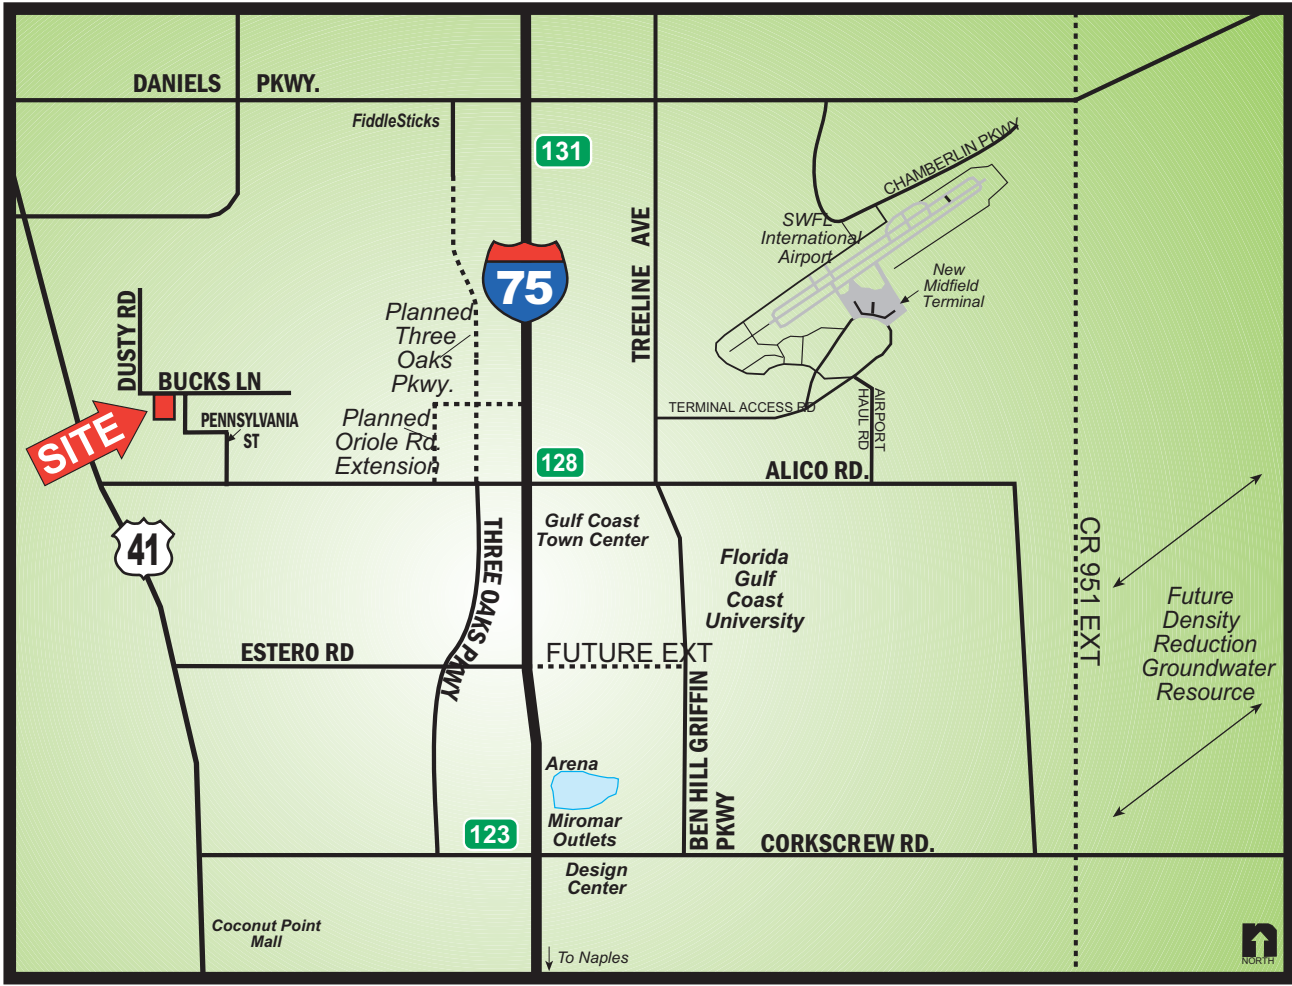 DANIELS PKWY.
FiddleSticks
131
CHAMBERLIN PKWY
SWFL
International
Airport
New
Midfield
Terminal
TREELINE AVE
75
Planned
Three
Oaks
Pkwy.
DUSTY RD
BUCKS LN
PENNSYLVANIA
ST
SITE
Planned
Oriole Rd.
Extension
TERMINAL ACCESS RD
AIRPORT
HAUL RD
128
ALICO RD.
41
THREE OAKS PKWY
Gulf Coast
Town Center
Florida
Gulf
Coast
University
CR 951 EXT
Future
Density
Reduction
Groundwater
Resource
ESTERO RD
FUTURE EXT
BEN HILL GRIFFIN
PKWY
Arena
Miromar
Outlets
123
CORKSCREW RD.
Design
Center
Coconut Point
Mall
To Naples
n
NORTH